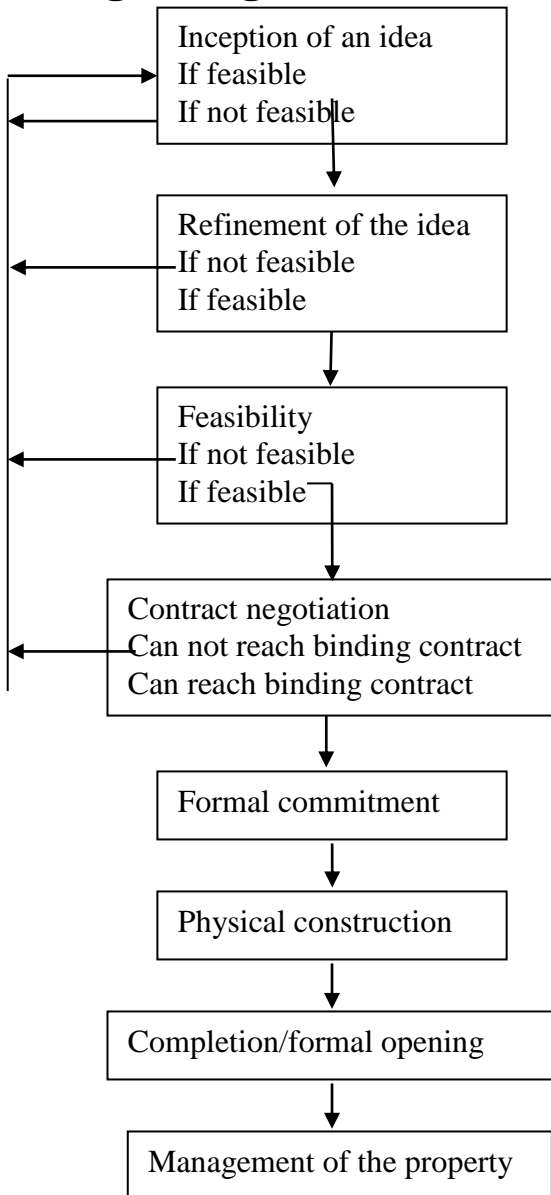 Inception of an idea
If feasible
If not feasible
Refinement of the idea
If not feasible
If feasible
Feasibility
If not feasible
If feasible
Contract negotiation
Can not reach binding contract
Can reach binding contract
Formal commitment
Physical construction
Completion/formal opening
Management of the property